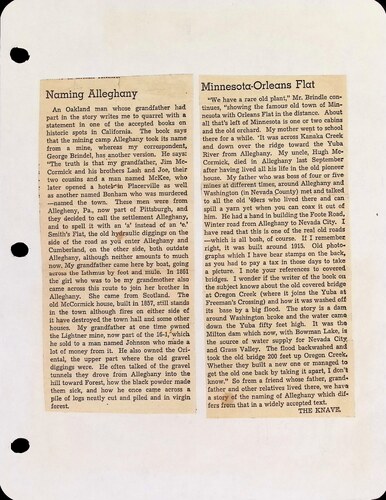 Naming Alleghany
An Oakland man whose grandfather had
part in the story writes me to quarrel with a
statement in one of the accepted books on
historic spots in California. The book says
that the mining camp Alleghany took its name
from a mine, whereas my correspondent,
George Brindel, has another version. He says:
"The truth is that my grandfather, Jim Mc-
Cormick and his brothers Lash and Joe, their
two cousins and a man named McKee, who
later opened a hotel in Placerville as well
as another named Bonham who was murdered
—named the town. These men were from
Allegheny, Pa., now part of Pittsburgh, and
they decided to call the settlement Alleghany,
and to spell it with an 'a' instead of an 'e.'
Smith's Flat, the old hydraulic diggings on the
side of the road as you enter Alleghany and
Cumberland on the other side, both outside
Alleghany, although neither amounts to much
now. My grandfather came here by boat, going
across the Isthmus by foot and mule. In 1861
the girl who was to be my grandmother also
came across this route to join her brother in
Alleghany. She came from Scotland. The
old McCormick house, built in 1857, still stands
in the town although fires on either side of
it have destroyed the town hall and some other
houses. My grandfather at one time owned
the Lightner mine, now part of the 16-1, which
he sold to a man named Johnson who made a
lot of money from it. He also owned the Ori-
ental, the upper part where the old gravel
diggings were. He often talked of the gravel
tunnels they drove from Alleghany into the
hill toward Forest, how the black powder made
them sick, and how he once came across a
pile of logs neatly cut and piled and in virgin
forest.
Minnesota-Orleans Flat
"We have a race old plant," Mr. Brindle con-
tinues, "showing the famous old town of Min-
nesota with Orleans Flat in the distance. About
all that's left of Minnesota is one or two cabins
and the old orchard. My mother went to school
there for a while. 'It was across Kanaka Creek
and down over the ridge toward the Yuba
River from Alleghany. My uncle, Hugh Mc-
Cormick, died in Alleghany last September
after having lived all his life in the old pioneer
house. My father who was boss of four or five
mines at different times, around Alleghany and
Washington (in Nevada County) met and talked
to all the old '49ers who lived there and can
spill a yarn with when you can coax it out of
him. He had a hand in building the Foote Road,
Winter road from Alleghany to Nevada City. I
have read that this is one of the real old roads
—which is all bosh, of course. If I remember
right, it was built around 1915. Old photo-
graphs which I have bear stamps on the back,
as you had to pay a tax in those days to take
a picture. I note your references to covered
bridges. I wonder if the writer of the book on
the subject knows about the old covered bridge
at Oregon Creek (where it joins the Yuba at
Freeman's Crossing) and how it was washed off
its base by a big flood. The story is a dam
around Washington broke and the water came
down the Yuba fifty feet high. It was the
Milton dam which now, with Bowman Lake, is
the source of water supply for Nevada City
and Grass Valley. The flood backwashed and
took the old bridge 200 feet up Oregon Creek.
Whether they built a new one or managed to
get the old one back by taking it apart, I don't
know." So from a friend whose father, grand-
father and other relatives lived there, we have
a story of the naming of Alleghany which dif-
fers from that in a widely accepted text.
THE KNAVE.